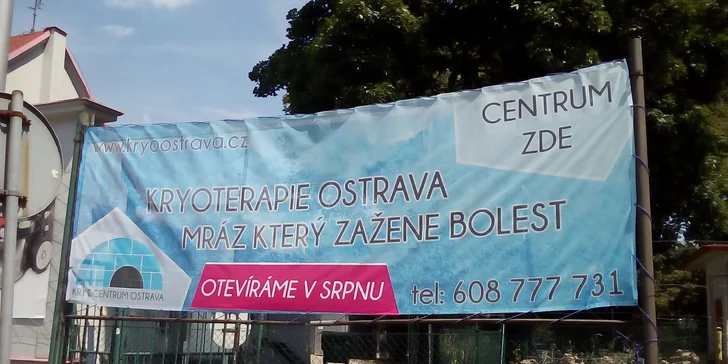 www.kryoostrava.cz
CENTRUM
ZDE
KRYOTERAPIE OSTRAVA
MRÁZ KTERÝ ZAŽENE BOLEST
KRYOCENTRUM OSTRAVA
OTEVÍRÁME V SRPNU
tel: 608 777 731